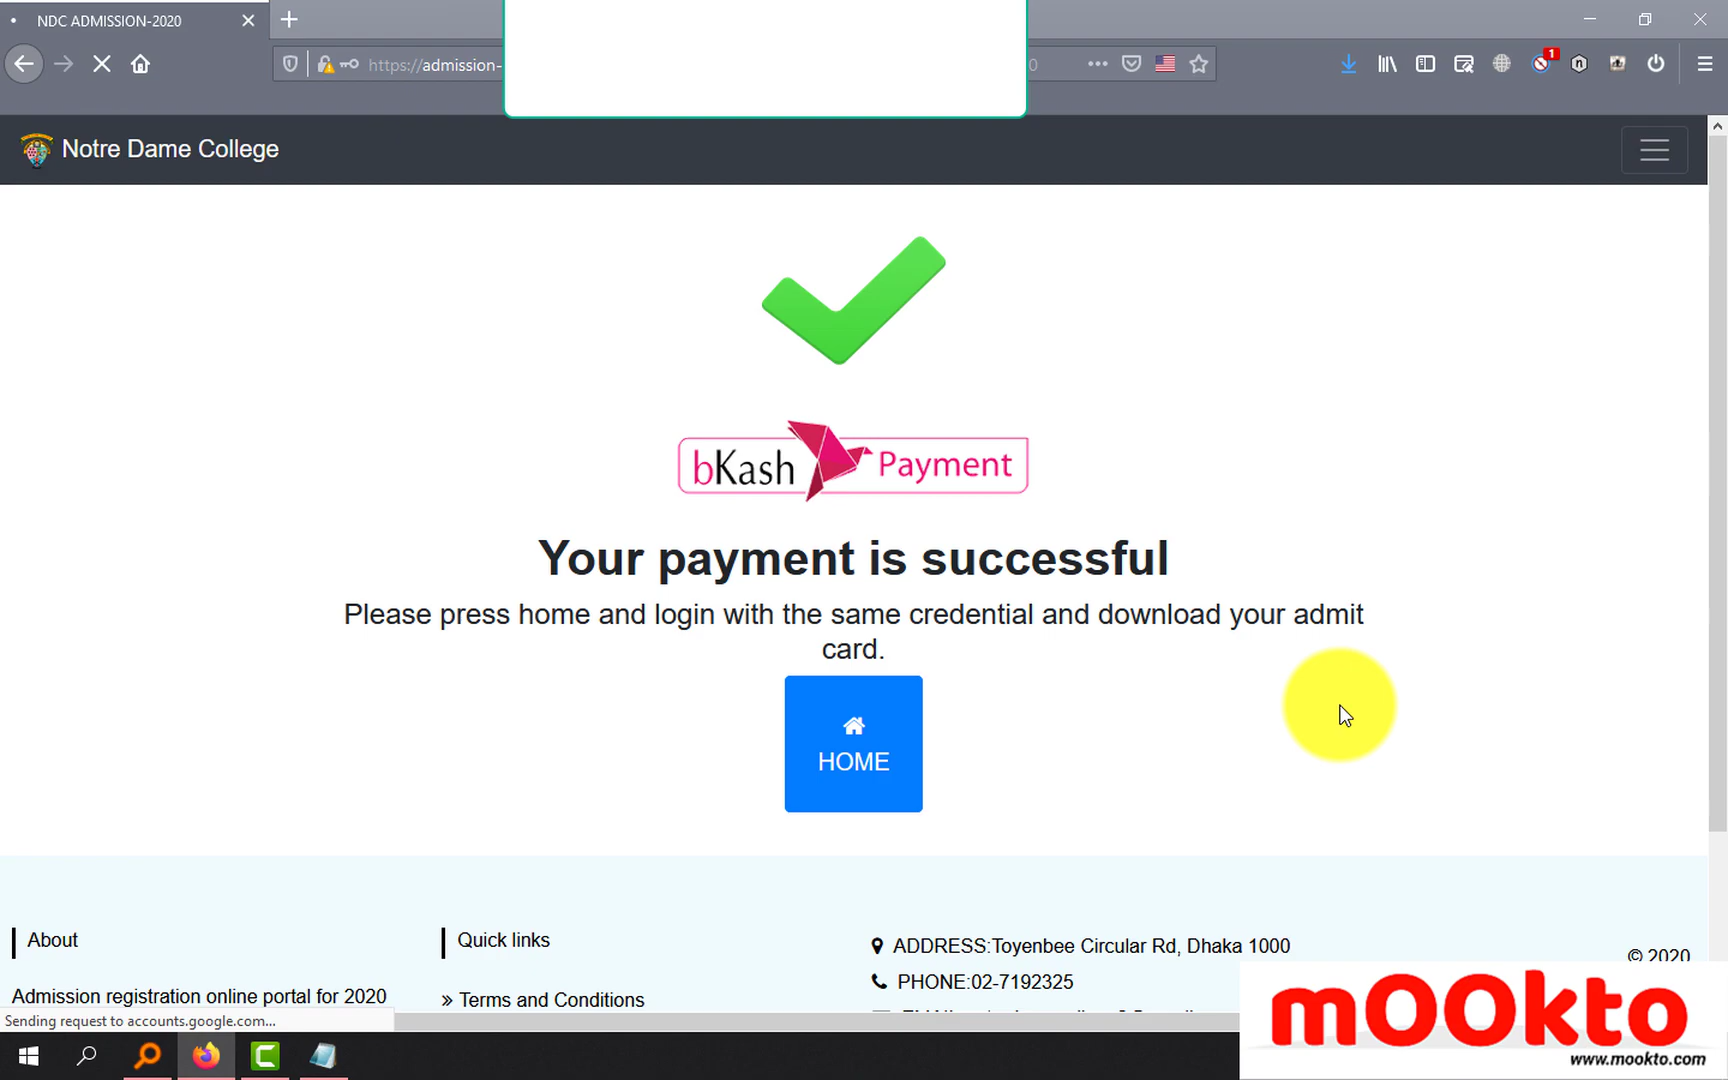 NDC ADMISSION-2020
https://admission-
0
1
Notre Dame College
bKash Payment
Your payment is successful
Please press home and login with the same credential and download your admit
card.
HOME
About
Quick links
ADDRESS:Toyenbee Circular Rd, Dhaka 1000
PHONE:02-7192325
© 2020
Admission registration online portal for 2020
» Terms and Conditions
Sending request to accounts.google.com...
mOOkto
www.mookto.com